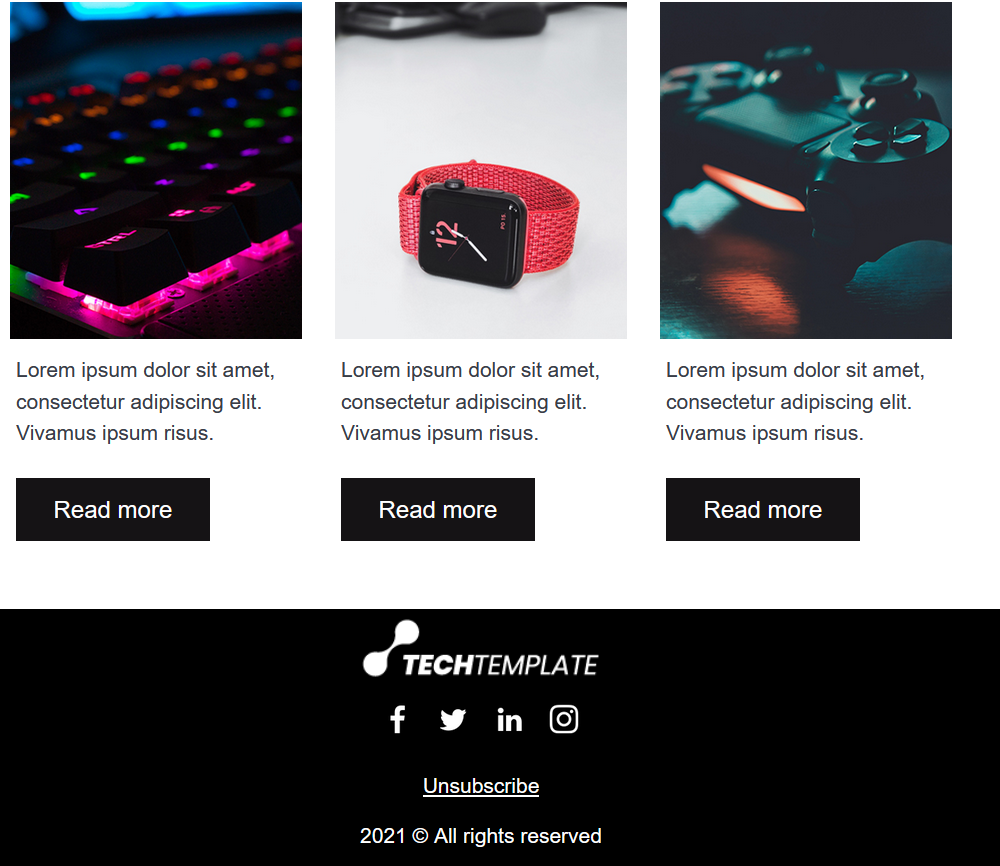 CTRL
12
Lorem ipsum dolor sit amet,
consectetur adipiscing elit.
Vivamus ipsum risus.
Read more
Lorem ipsum dolor sit amet,
consectetur adipiscing elit.
Vivamus ipsum risus.
Read more
Lorem ipsum dolor sit amet,
consectetur adipiscing elit.
Vivamus ipsum risus.
Read more
TECHTEMPLATE
Unsubscribe
2021 © All rights reserved